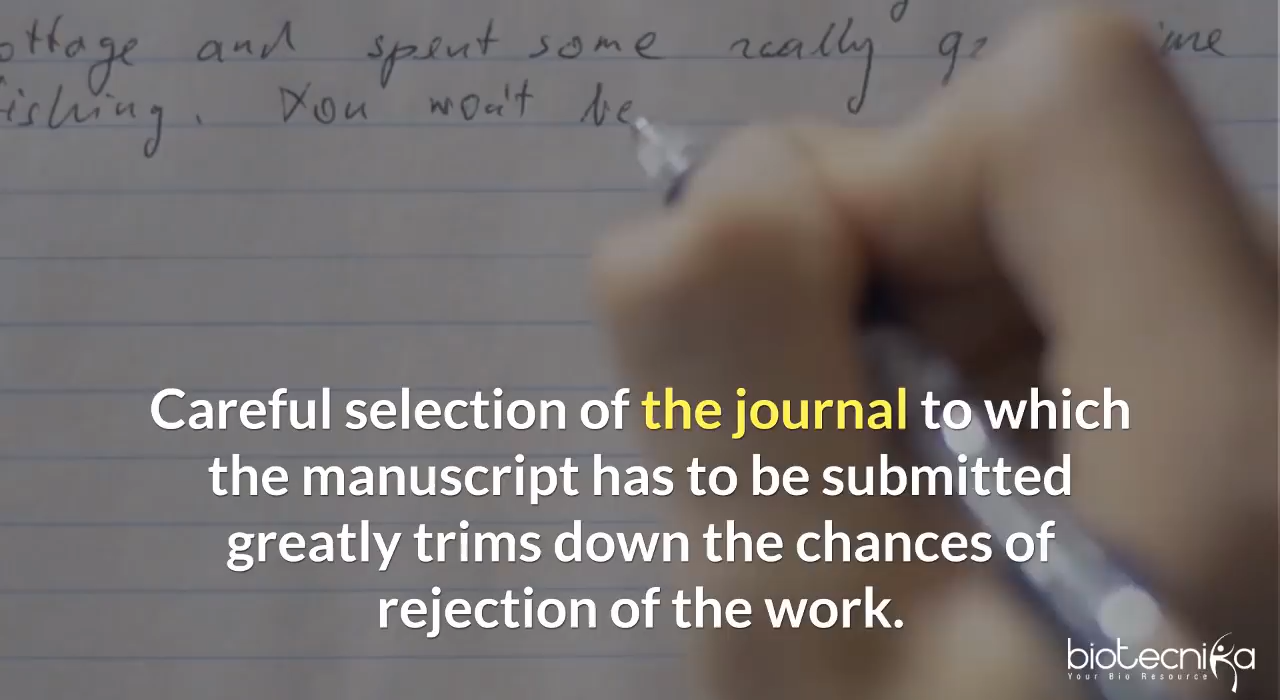 ottage and spent some really
ishing. You won't be
Careful selection of the journal to which
the manuscript has to be submitted
greatly trims down the chances of
rejection of the work.
biotecnika
Your Bio Resource